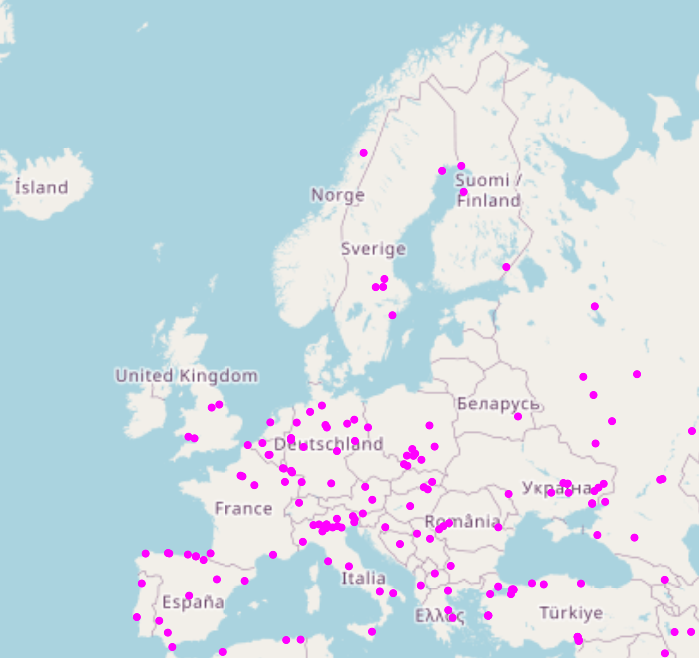 Ísland
Norge
Suomi /
Finland
Sverige
United Kingdom
Беларусь
Deutschland
Україна
France
România
Italia
España
Ελλάς
Türkiye